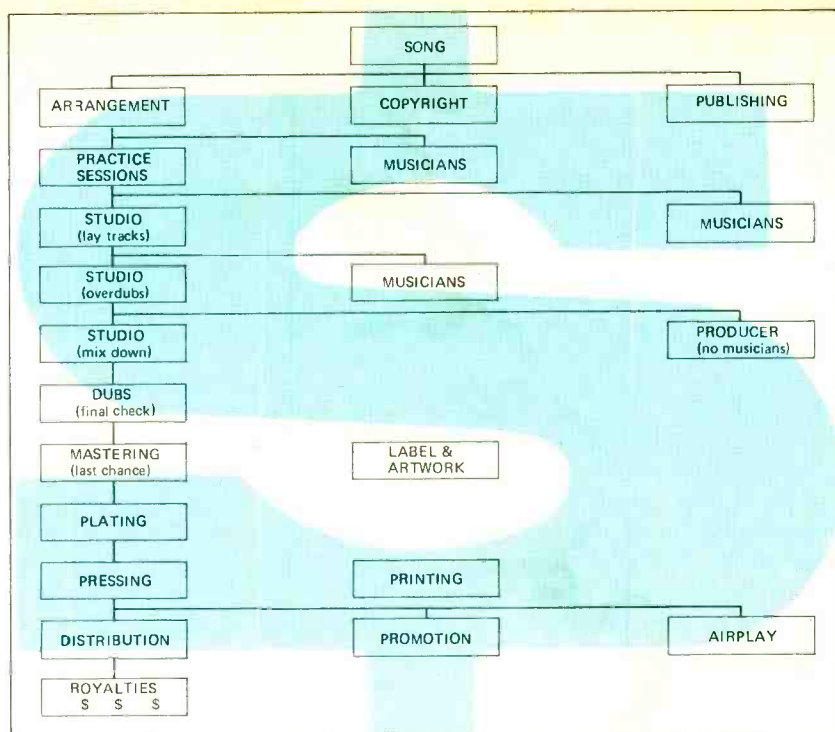 SONG
ARRANGEMENT
COPYRIGHT
PUBLISHING
PRACTICE
SESSIONS
MUSICIANS
STUDIO
(lay tracks)
MUSICIANS
STUDIO
(overdubs)
MUSICIANS
STUDIO
(mix down)
PRODUCER
(no musicians)
DUBS
(final check)
MASTERING
(last chance)
LABEL &
ARTWORK
PLATING
PRESSING
PRINTING
DISTRIBUTION
PROMOTION
AIRPLAY
ROYALTIES
$ $ $